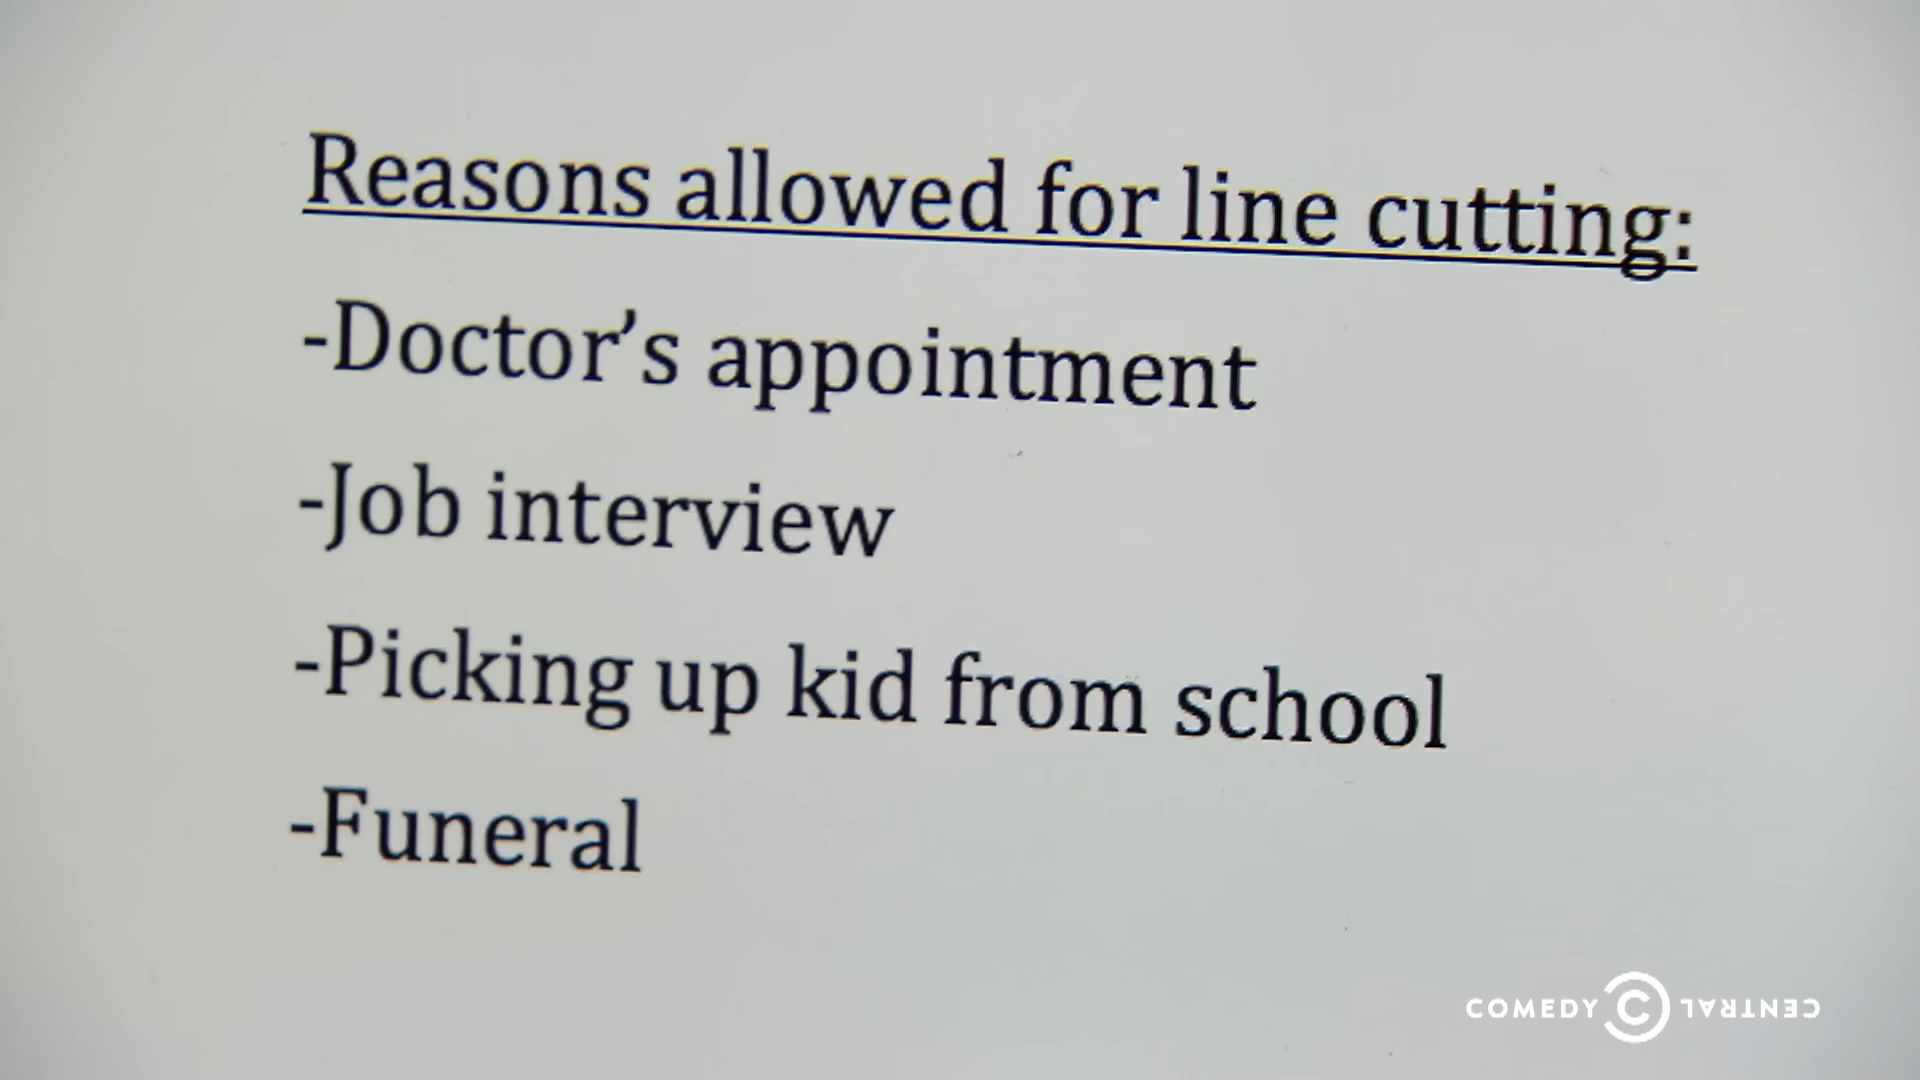 Reasons allowed for line cutting:
-Doctor's appointment
-Job interview
-Picking up kid from school
-Funeral
COMEDY CENTRAL